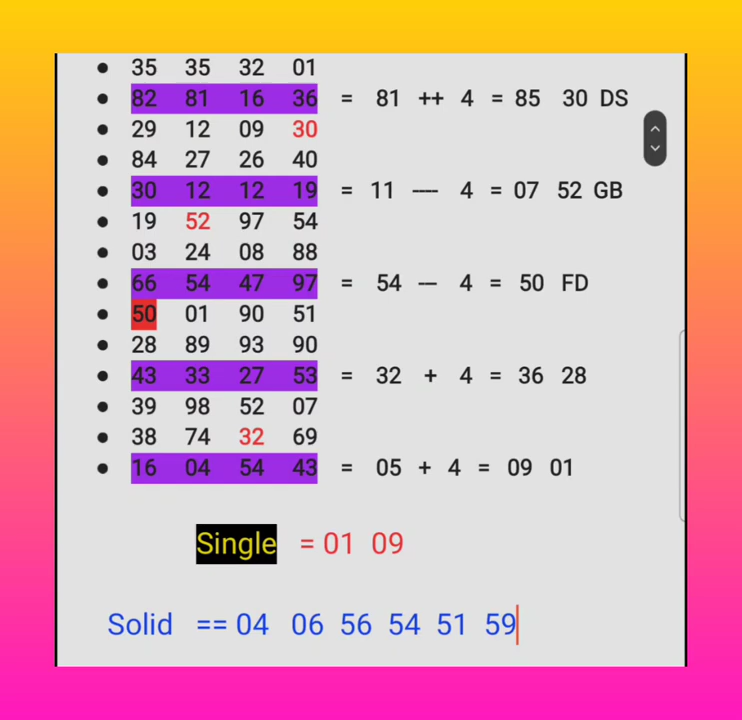 • 35 35 32 01
• 82 81 16 36 = 81 ++ 4 = 85 30 DS
• 29 12 09 30
• 84 27 26 40
• 30 12 12 19 = 11 ---- 4 = 07 52 GB
• 19 52 97 54
• 03 24 08 88
• 66 54 47 97 = 54 --- 4 = 50 FD
• 50 01 90 51
• 28 89 93 90
• 43 33 27 53 = 32 + 4 = 36 28
• 39 98 52 07
• 38 74 32 69
• 16 04 54 43 = 05 + 4 = 09 01
Single = 01 09
Solid == 04 06 56 54 51 59